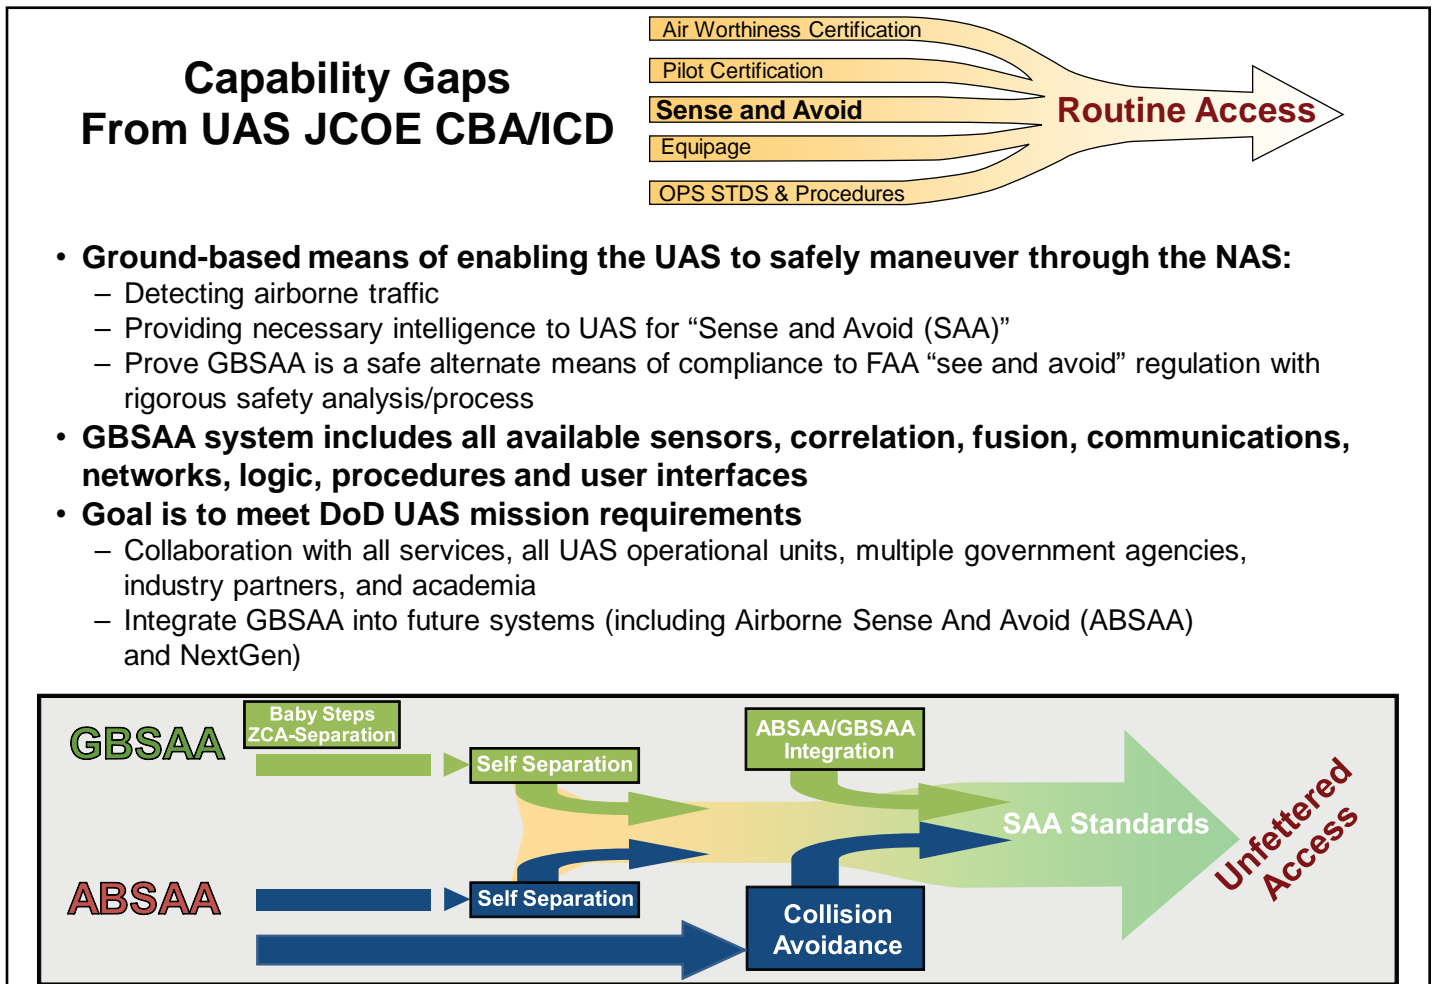 Capability Gaps
From UAS JCOE CBA/ICD
Air Worthiness Certification
Pilot Certification
Sense and Avoid
Equipage
OPS STDS & Procedures
Routine Access
• Ground-based means of enabling the UAS to safely maneuver through the NAS:
– Detecting airborne traffic
– Providing necessary intelligence to UAS for “Sense and Avoid (SAA)”
– Prove GBSAA is a safe alternate means of compliance to FAA “see and avoid” regulation with
rigorous safety analysis/process
• GBSAA system includes all available sensors, correlation, fusion, communications,
networks, logic, procedures and user interfaces
• Goal is to meet DoD UAS mission requirements
– Collaboration with all services, all UAS operational units, multiple government agencies,
industry partners, and academia
– Integrate GBSAA into future systems (including Airborne Sense And Avoid (ABSAA)
and NextGen)
GBSAA
Baby Steps
ZCA-Separation
Self Separation
ABSAA/GBSAA
Integration
SAA Standards
Unfettered
Access
ABSAA
Self Separation
Collision
Avoidance